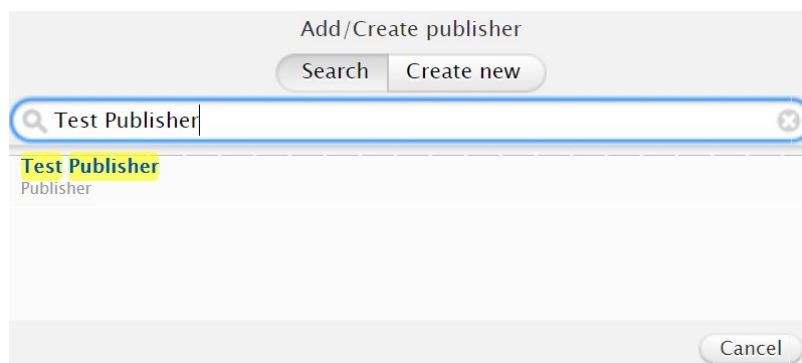 Add/Create publisher
Search Create new
Test Publisher
Test Publisher
Publisher
Cancel